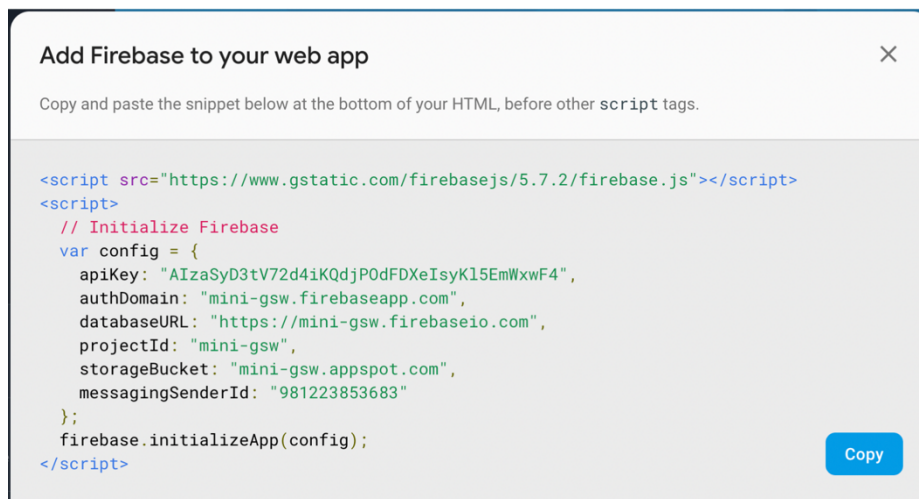 Add Firebase to your web app
Copy and paste the snippet below at the bottom of your HTML, before other script tags.
<script src="https://www.gstatic.com/firebasejs/5.7.2/firebase.js"></script>
<script>
  // Initialize Firebase
  var config = {
    apiKey: "AIzaSyD3tV72d4iKQdjPOdFDXeIsyKl5EmWxwF4",
    authDomain: "mini-gsw.firebaseapp.com",
    databaseURL: "https://mini-gsw.firebaseio.com",
    projectId: "mini-gsw",
    storageBucket: "mini-gsw.appspot.com",
    messagingSenderId: "981223853683"
  };
  firebase.initializeApp(config);
</script>
Copy